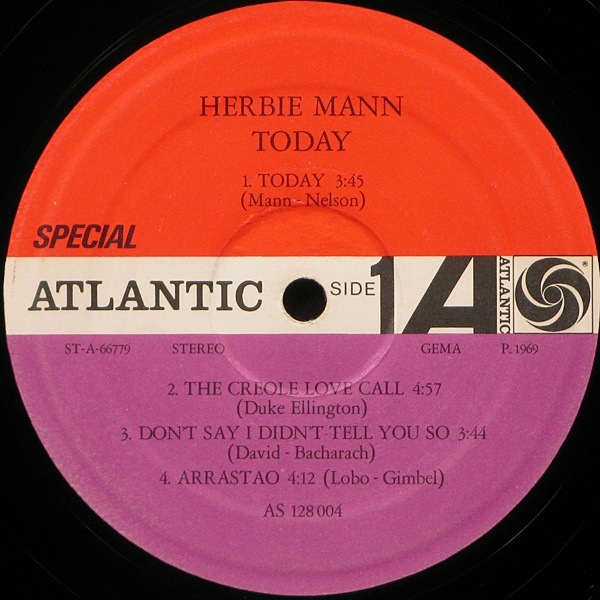 HERBIE MANN
TODAY
1. TODAY 3:45
(Mann - Nelson)
SPECIAL
ATLANTIC
SIDE 1
A
ATLANTIC
®
ST-A-66779 STEREO GEMA P. 1969
2. THE CREOLE LOVE CALL 4:57
(Duke Ellington)
3. DON'T SAY I DIDN'T TELL YOU SO 3:44
(David - Bacharach)
4. ARRASTAO 4:12 (Lobo - Gimbel)
AS 128 004